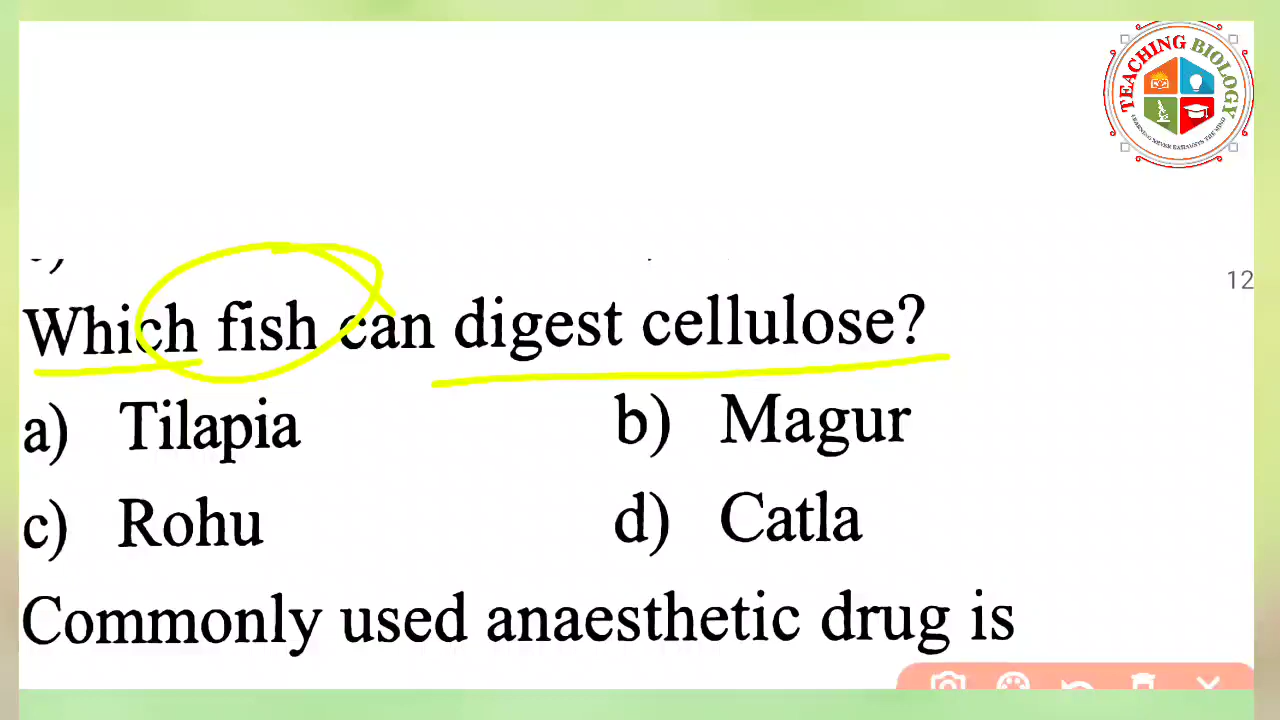 TEACHING BIOLOGY
12
Which fish can digest cellulose?
a) Tilapia b) Magur
c) Rohu d) Catla
Commonly used anaesthetic drug is